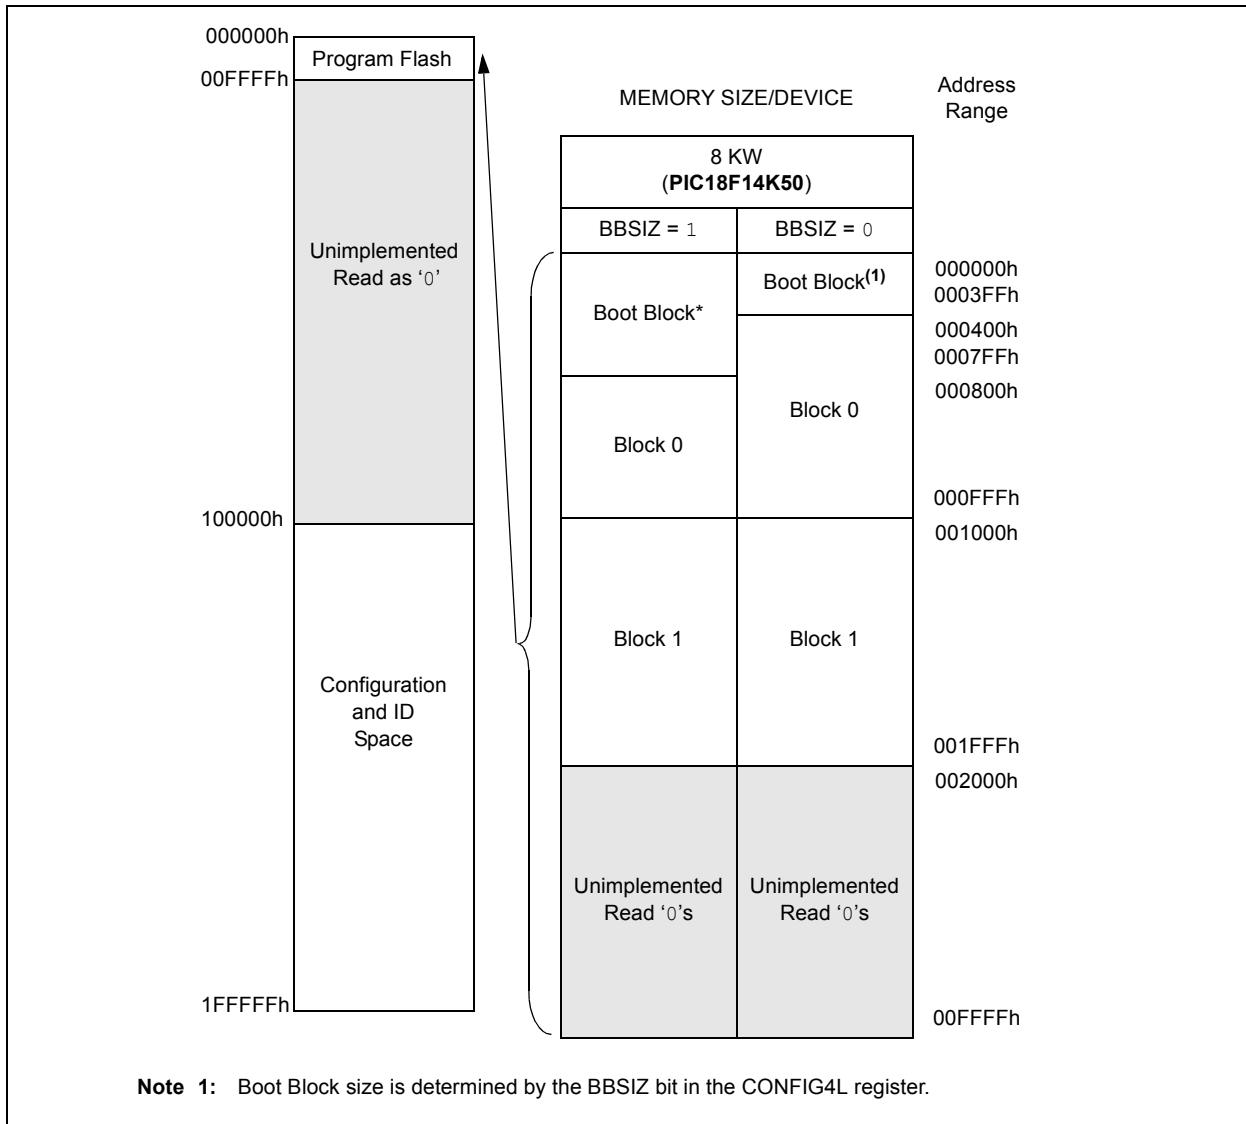 000000h
Program Flash
00FFFFh
Unimplemented
Read as ‘0’
100000h
Configuration
and ID
Space
1FFFFFh
MEMORY SIZE/DEVICE
Address
Range
8 KW
(PIC18F14K50)
BBSIZ = 1
BBSIZ = 0
Boot Block*
Block 0
Block 1
Unimplemented
Read ‘0’s
Boot Block(1)
Block 0
Block 1
Unimplemented
Read ‘0’s
000000h
0003FFh
000400h
0007FFh
000800h
000FFFh
001000h
001FFFh
002000h
00FFFFh
Note 1: Boot Block size is determined by the BBSIZ bit in the CONFIG4L register.